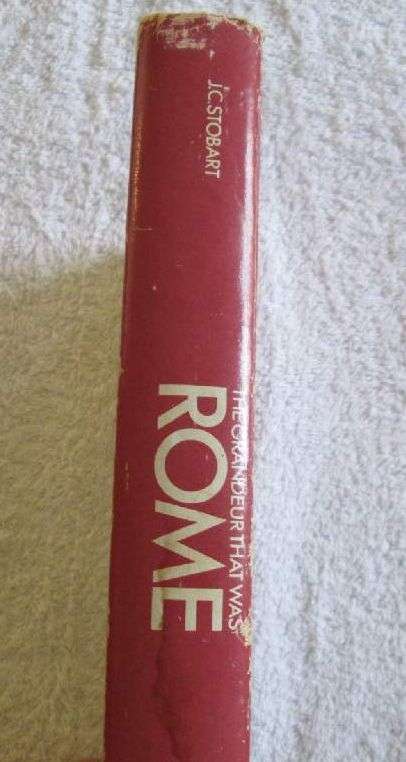 J.C.STOBART
THE GRANDEUR THAT WAS
ROME